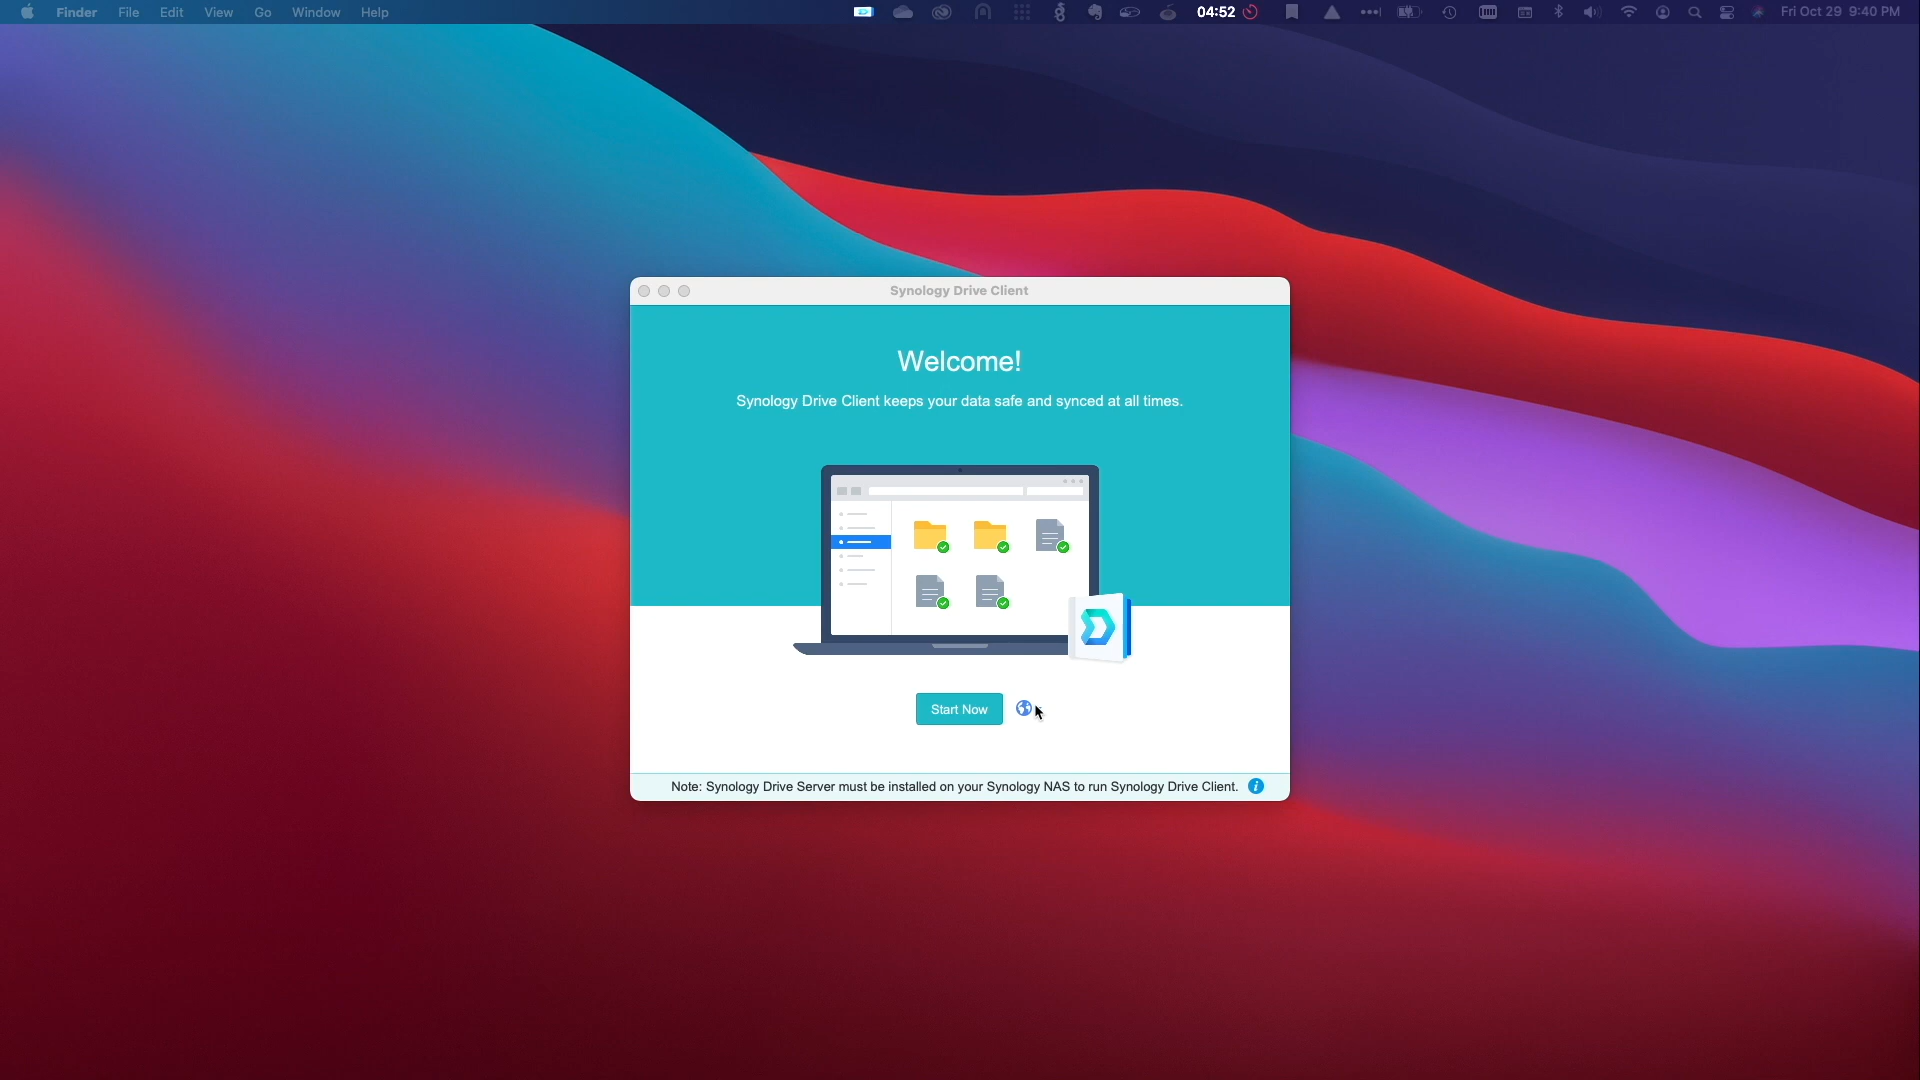 Finder File Edit View Go Window Help 04:52 Fri Oct 29 9:40 PM
Synology Drive Client
Welcome!
Synology Drive Client keeps your data safe and synced at all times.
Start Now
Note: Synology Drive Server must be installed on your Synology NAS to run Synology Drive Client.